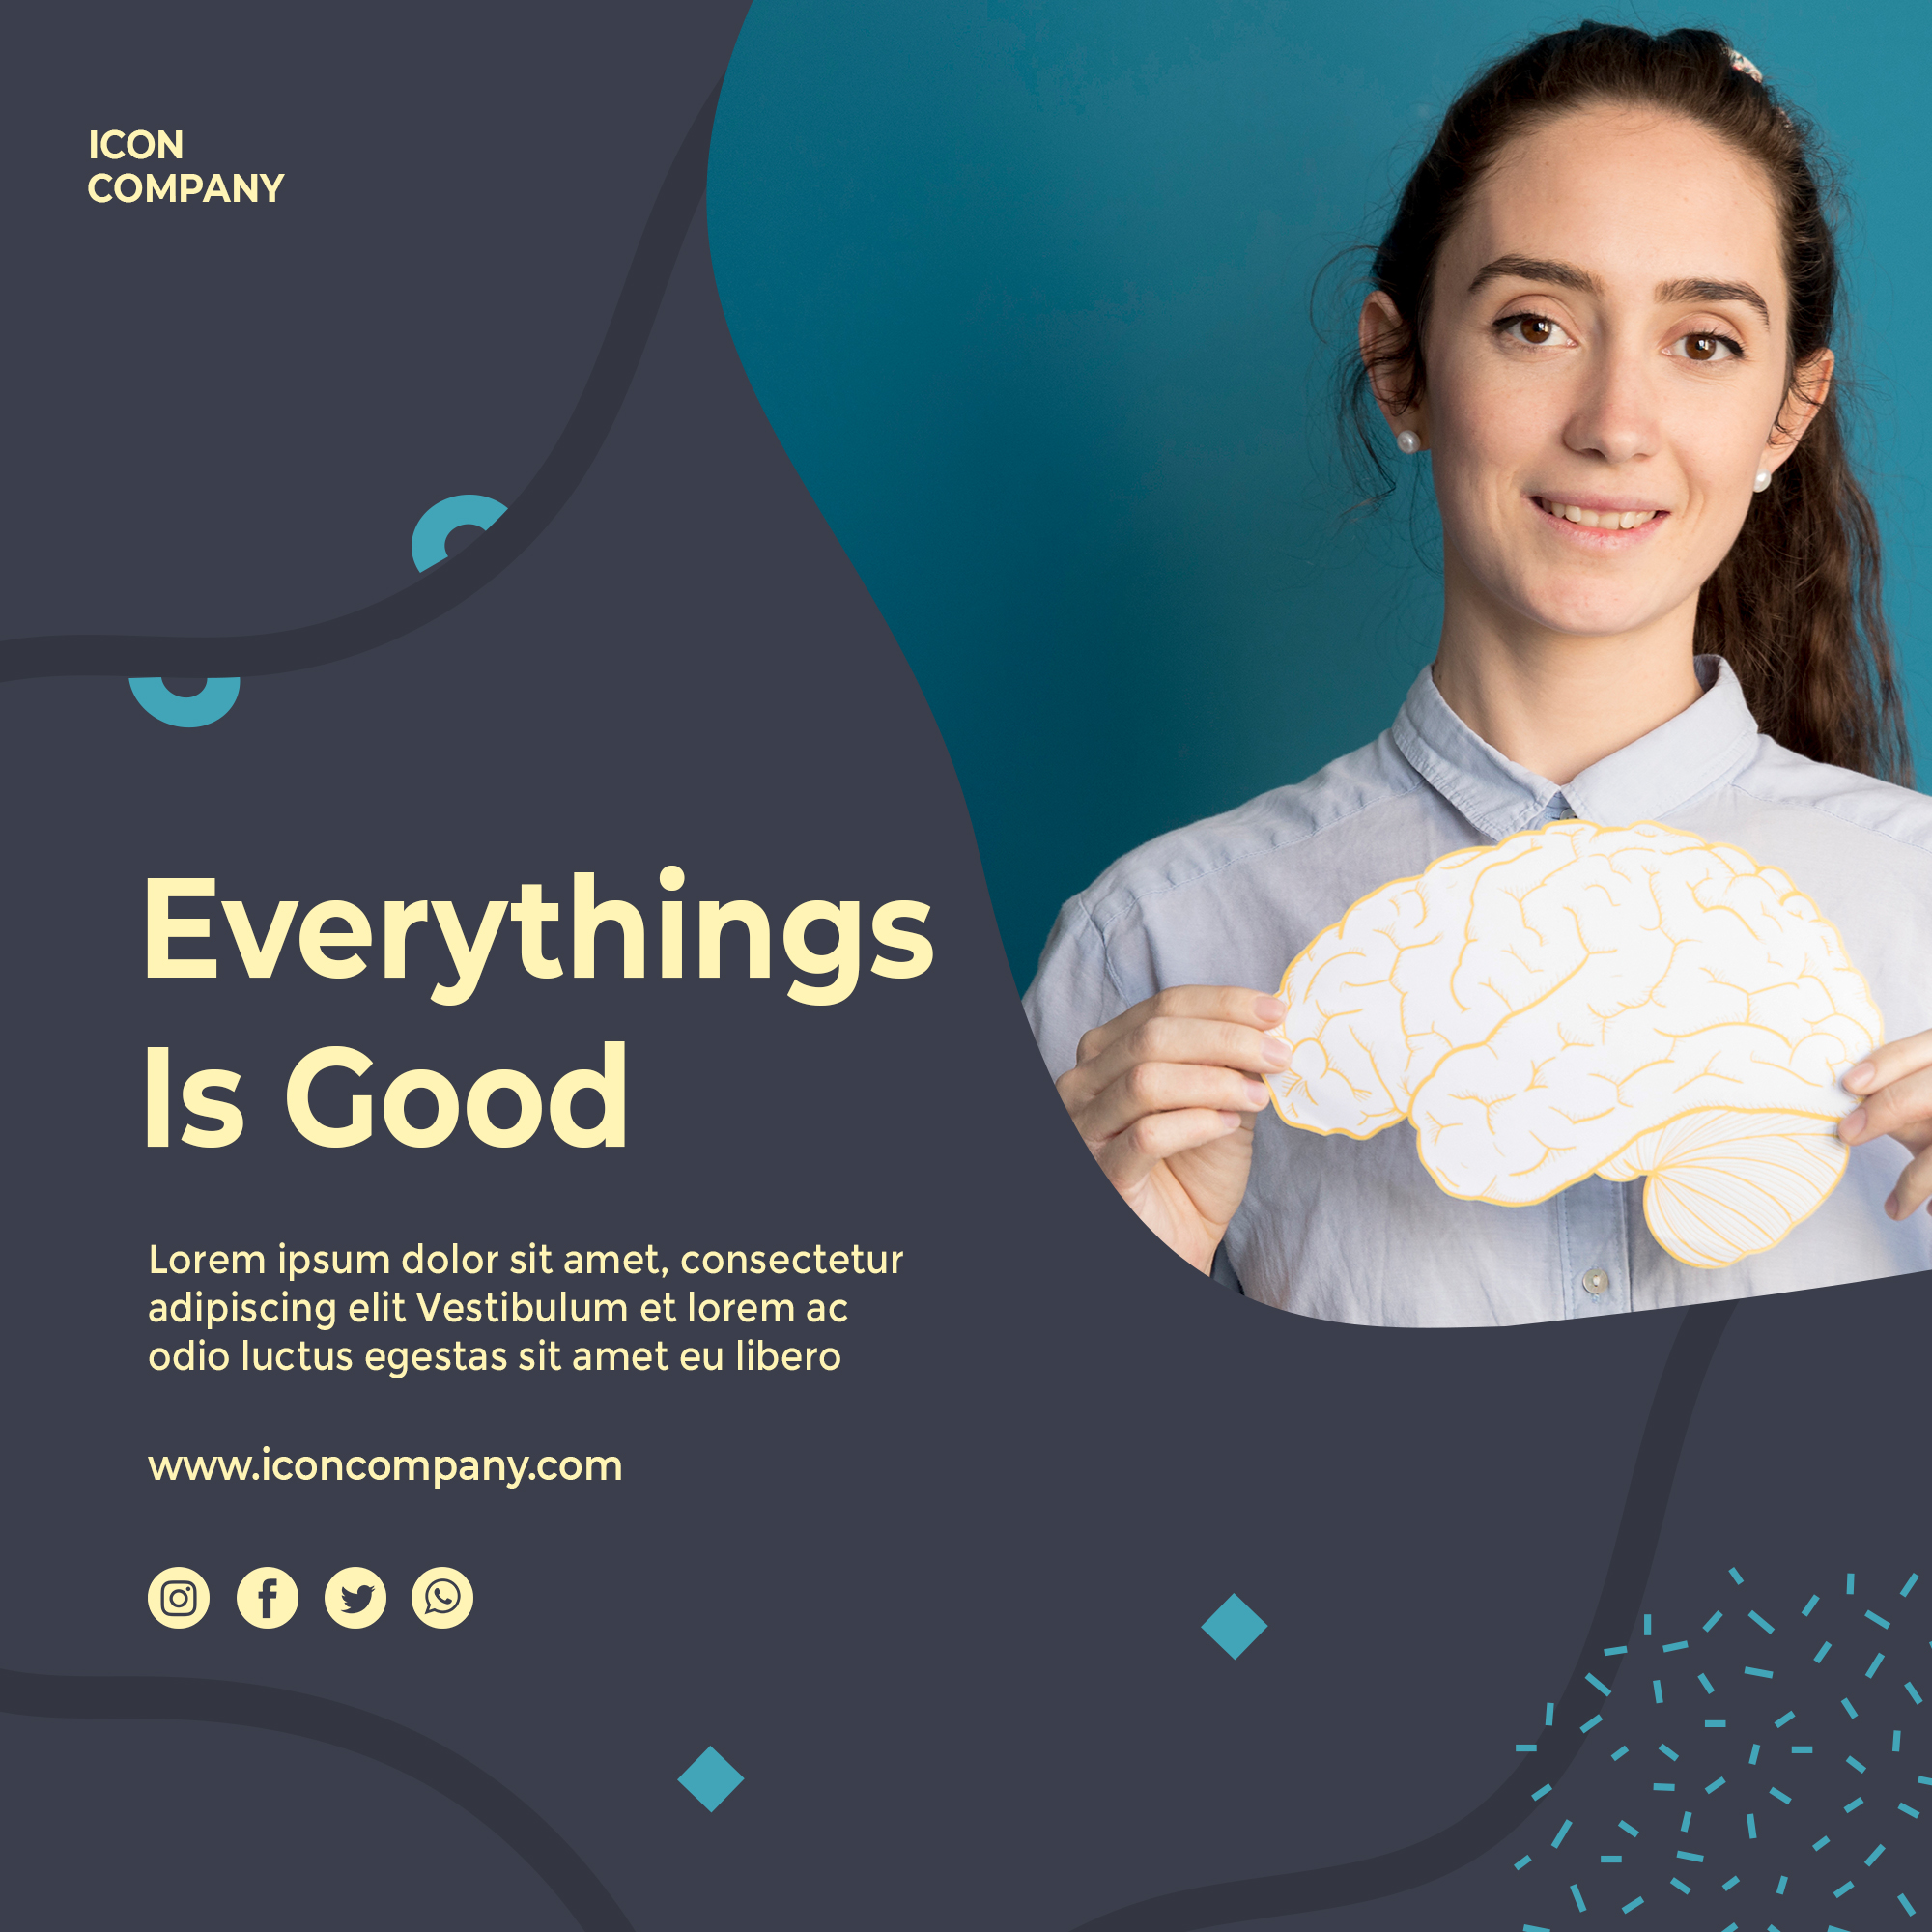 ICON
COMPANY
Everythings
Is Good
Lorem ipsum dolor sit amet, consectetur
adipiscing elit Vestibulum et lorem ac
odio luctus egestas sit amet eu libero
www.iconcompany.com